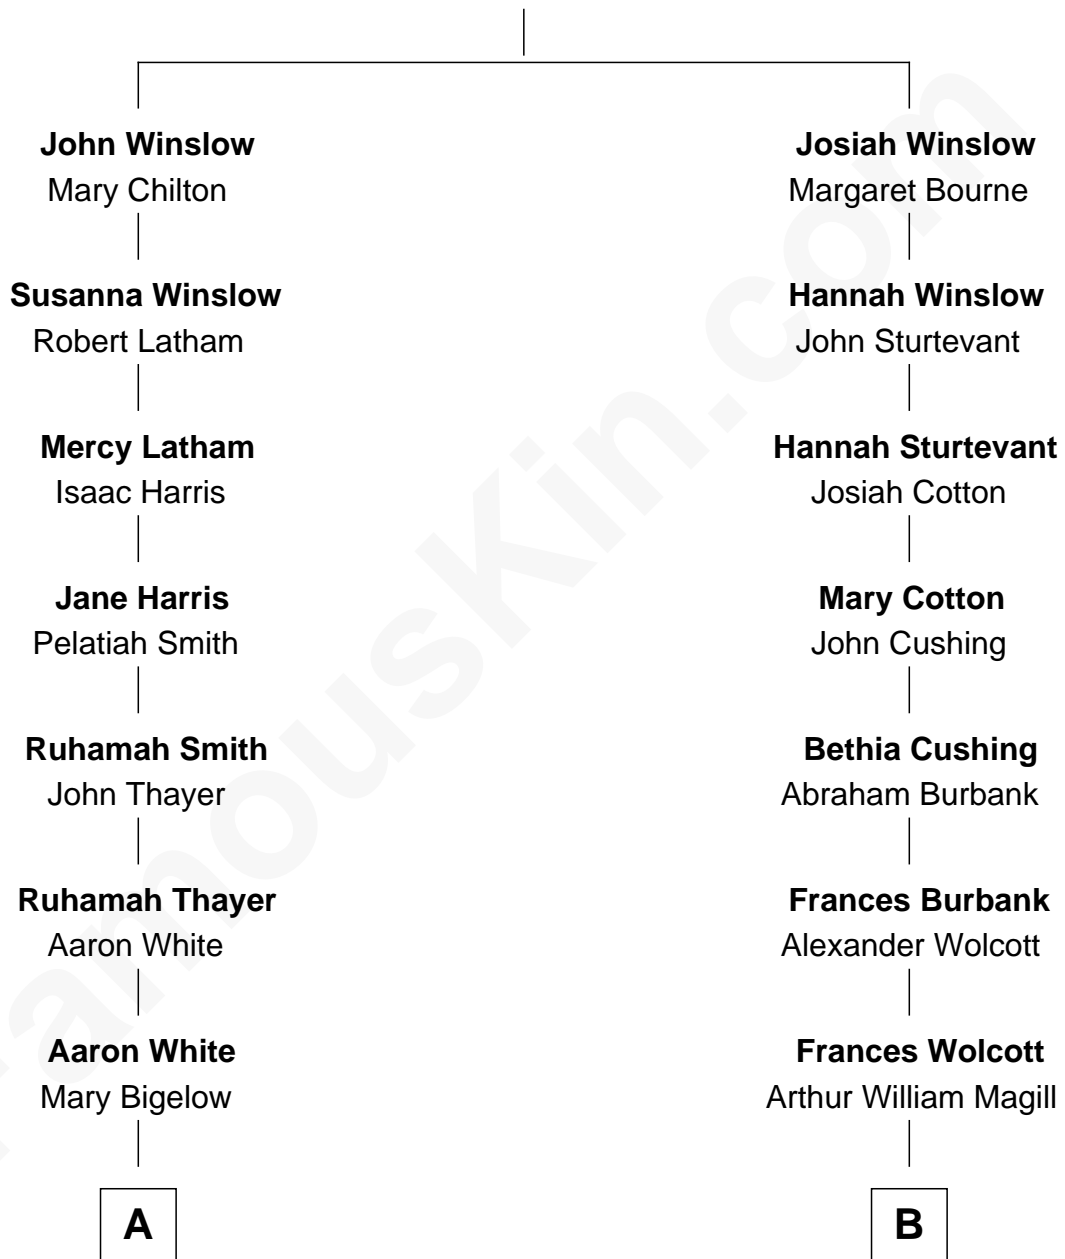 John Winslow
Mary Chilton
Susanna Winslow
Robert Latham
Mercy Latham
Isaac Harris
Jane Harris
Pelatiah Smith
Ruhamah Smith
John Thayer
Ruhamah Thayer
Aaron White
Aaron White
Mary Bigelow
A
Josiah Winslow
Margaret Bourne
Hannah Winslow
John Sturtevant
Hannah Sturtevant
Josiah Cotton
Mary Cotton
John Cushing
Bethia Cushing
Abraham Burbank
Frances Burbank
Alexander Wolcott
Frances Wolcott
Arthur William Magill
B
FamousKin.com